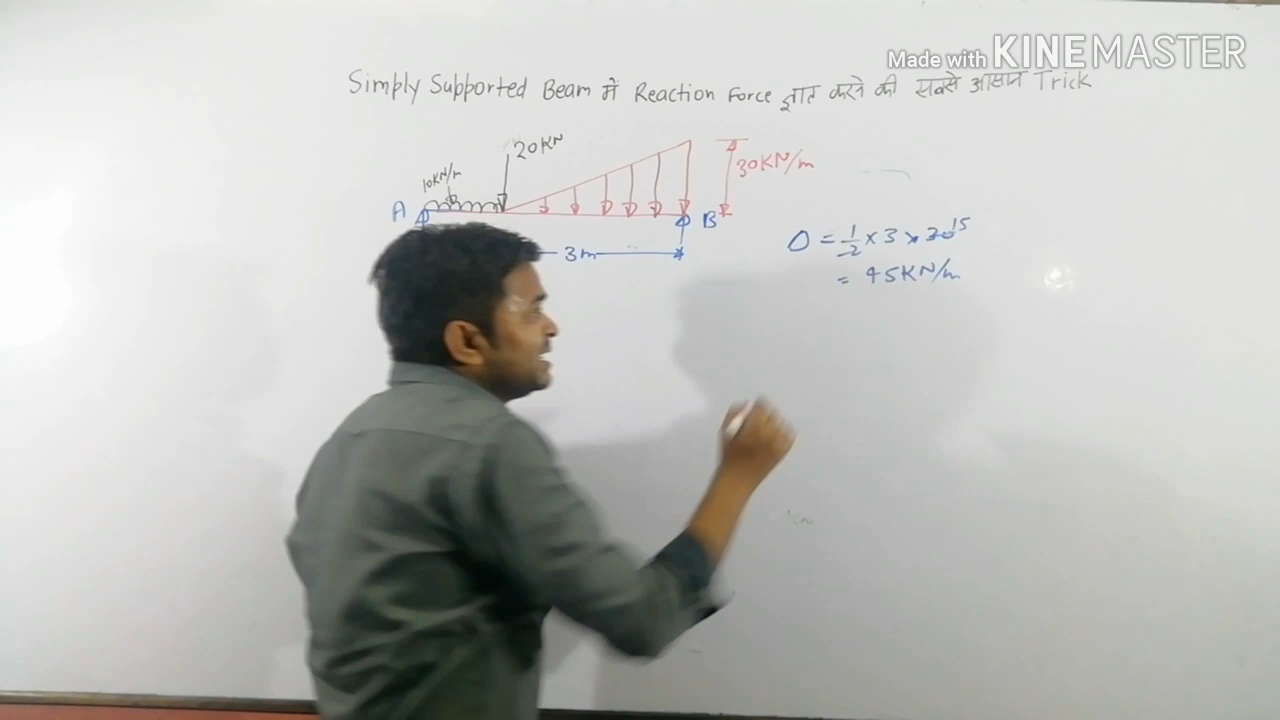 Made with KINEMASTER
Simply Supported Beam में Reaction Force ज्ञात करने की सबसे आसान Trick
20KN
10KN/m
30KN/m
A
B
3m
△ = 1/2 x 3 x 30 15
= 45KN/m